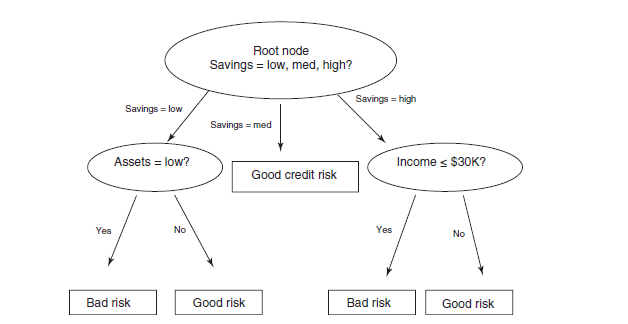 Root node
Savings = low, med, high?
Savings = low
Savings = med
Savings = high
Assets = low?
Good credit risk
Income ≤ $30K?
Yes
No
Yes
No
Bad risk
Good risk
Bad risk
Good risk